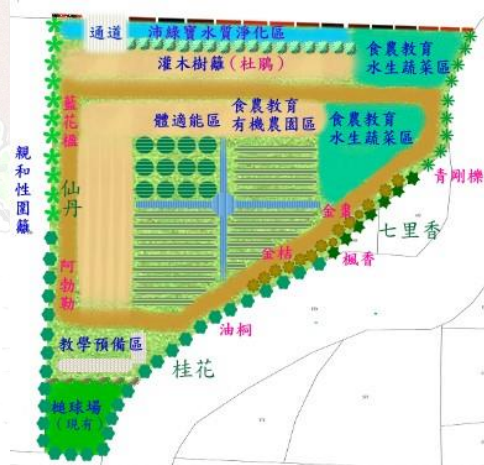 通道
沛綠寶水質淨化區
灌木樹籬(杜鵑)
食農教育
水生蔬菜區
藍花楹
體適能區
食農教育
有機農園區
食農教育
水生蔬菜區
親和性圍籬
仙丹
青剛櫟
七里香
金棗
金桔
楓香
阿勃勒
油桐
教學預備區
桂花
槌球場
(現有)